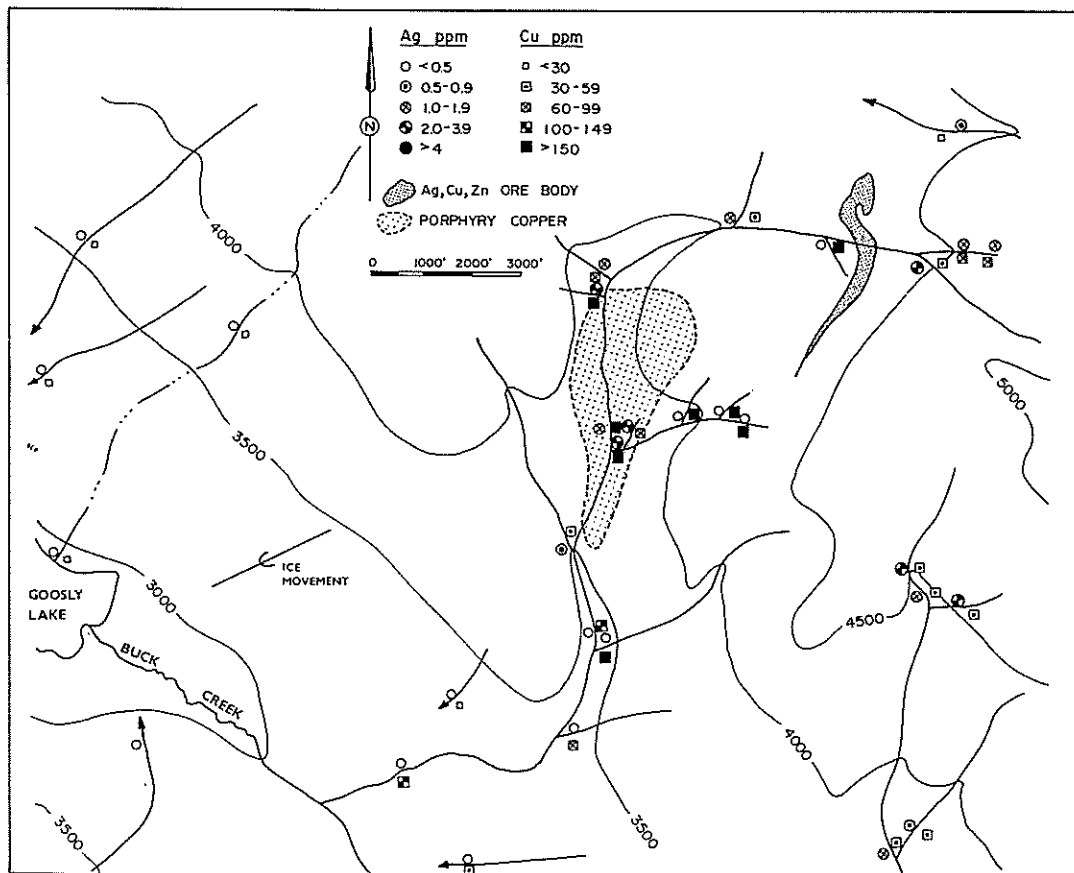 Ag ppm
Cu ppm
<0.5
<30
0.5-0.9
30-59
1.0-1.9
60-99
2.0-3.9
100-149
>4
>150
N
Ag,Cu,Zn ORE BODY
PORPHYRY COPPER
0 1000' 2000' 3000'
4000
5000
3500
ICE
MOVEMENT
3000
GOOSLY
LAKE
BUCK
CREEK
4500
4000
3500
3500